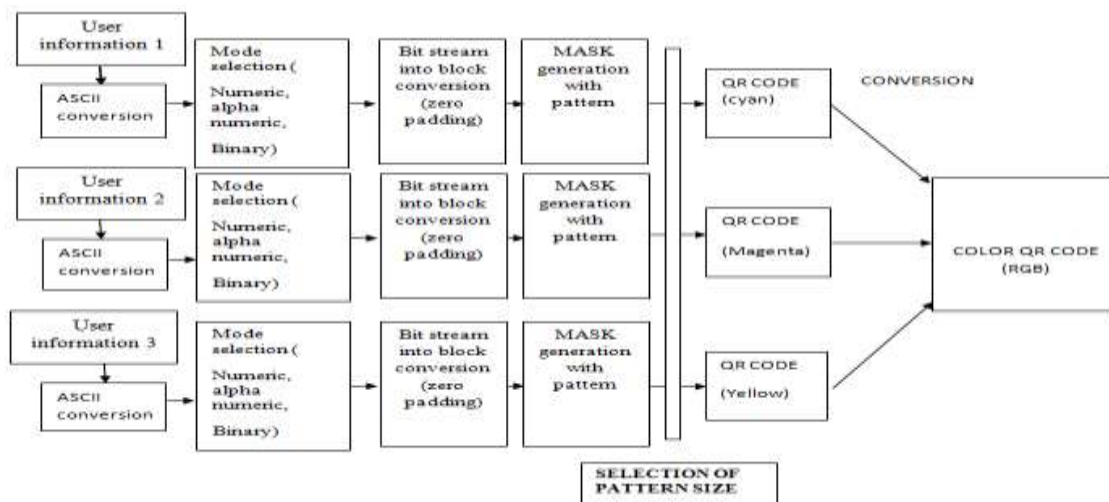 User
information 1
ASCII
conversion
Mode
selection (
Numeric,
alpha
numeric,
Binary)
Bit stream
into block
conversion
(zero
padding)
MASK
generation
with
pattern
QR CODE
(cyan)
CONVERSION
User
information 2
ASCII
conversion
Mode
selection (
Numeric,
alpha
numeric,
Binary)
Bit stream
into block
conversion
(zero
padding)
MASK
generation
with
pattern
QR CODE
(Magenta)
COLOR QR CODE
(RGB)
User
information 3
ASCII
conversion
Mode
selection (
Numeric,
alpha
numeric,
Binary)
Bit stream
into block
conversion
(zero
padding)
MASK
generation
with
pattern
QR CODE
(Yellow)
SELECTION OF
PATTERN SIZE